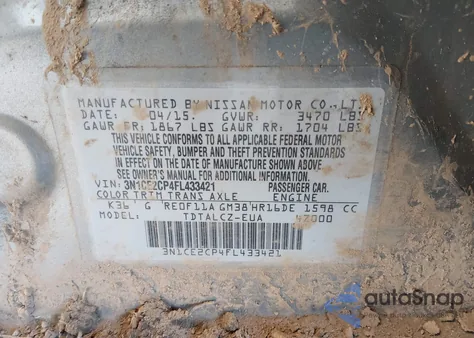 MANUFACTURED BY NISSAN MOTOR CO., LT
DATE: 04/15. GVWR: 3470 LBS
GAWR FR: 1867 LBS GAWR RR: 1704 LBS
THIS VEHICLE CONFORMS TO ALL APPLICABLE FEDERAL MOTOR
VEHICLE SAFETY, BUMPER AND THEFT PREVENTION STANDARDS
IN EFFECT ON THE DATE OF MANUFACTURE SHOWN ABOVE.
SEE OWNER'S MANUAL FOR ADDITIONAL INFORMATION.
VIN: 3N1CE2CP4FL433421 PASSENGER CAR.
COLOR TRIM TRANS AXLE ENGINE
K36 G RE0F11A GM38 HR16DE 1598 CC
MODEL: TDTALCZ-EUA 42000
3N1CE2CP4FL433421
autoSnap